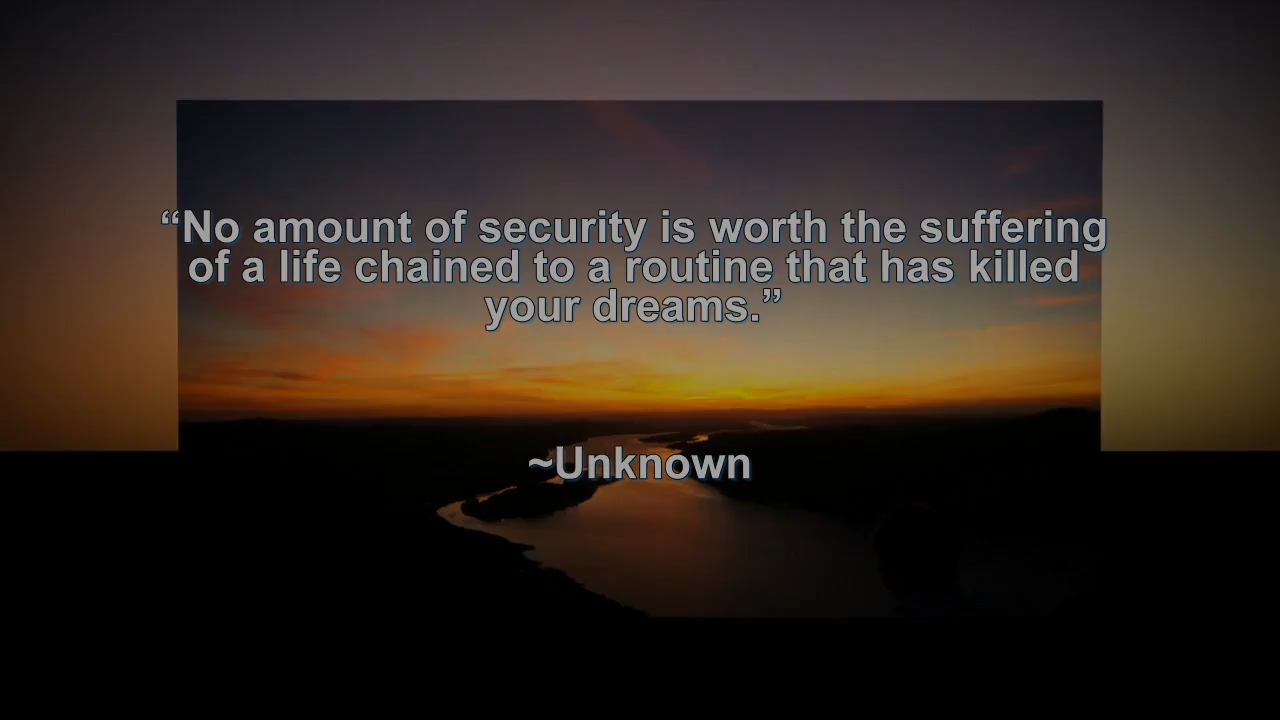 “No amount of security is worth the suffering
of a life chained to a routine that has killed
your dreams.”
~Unknown